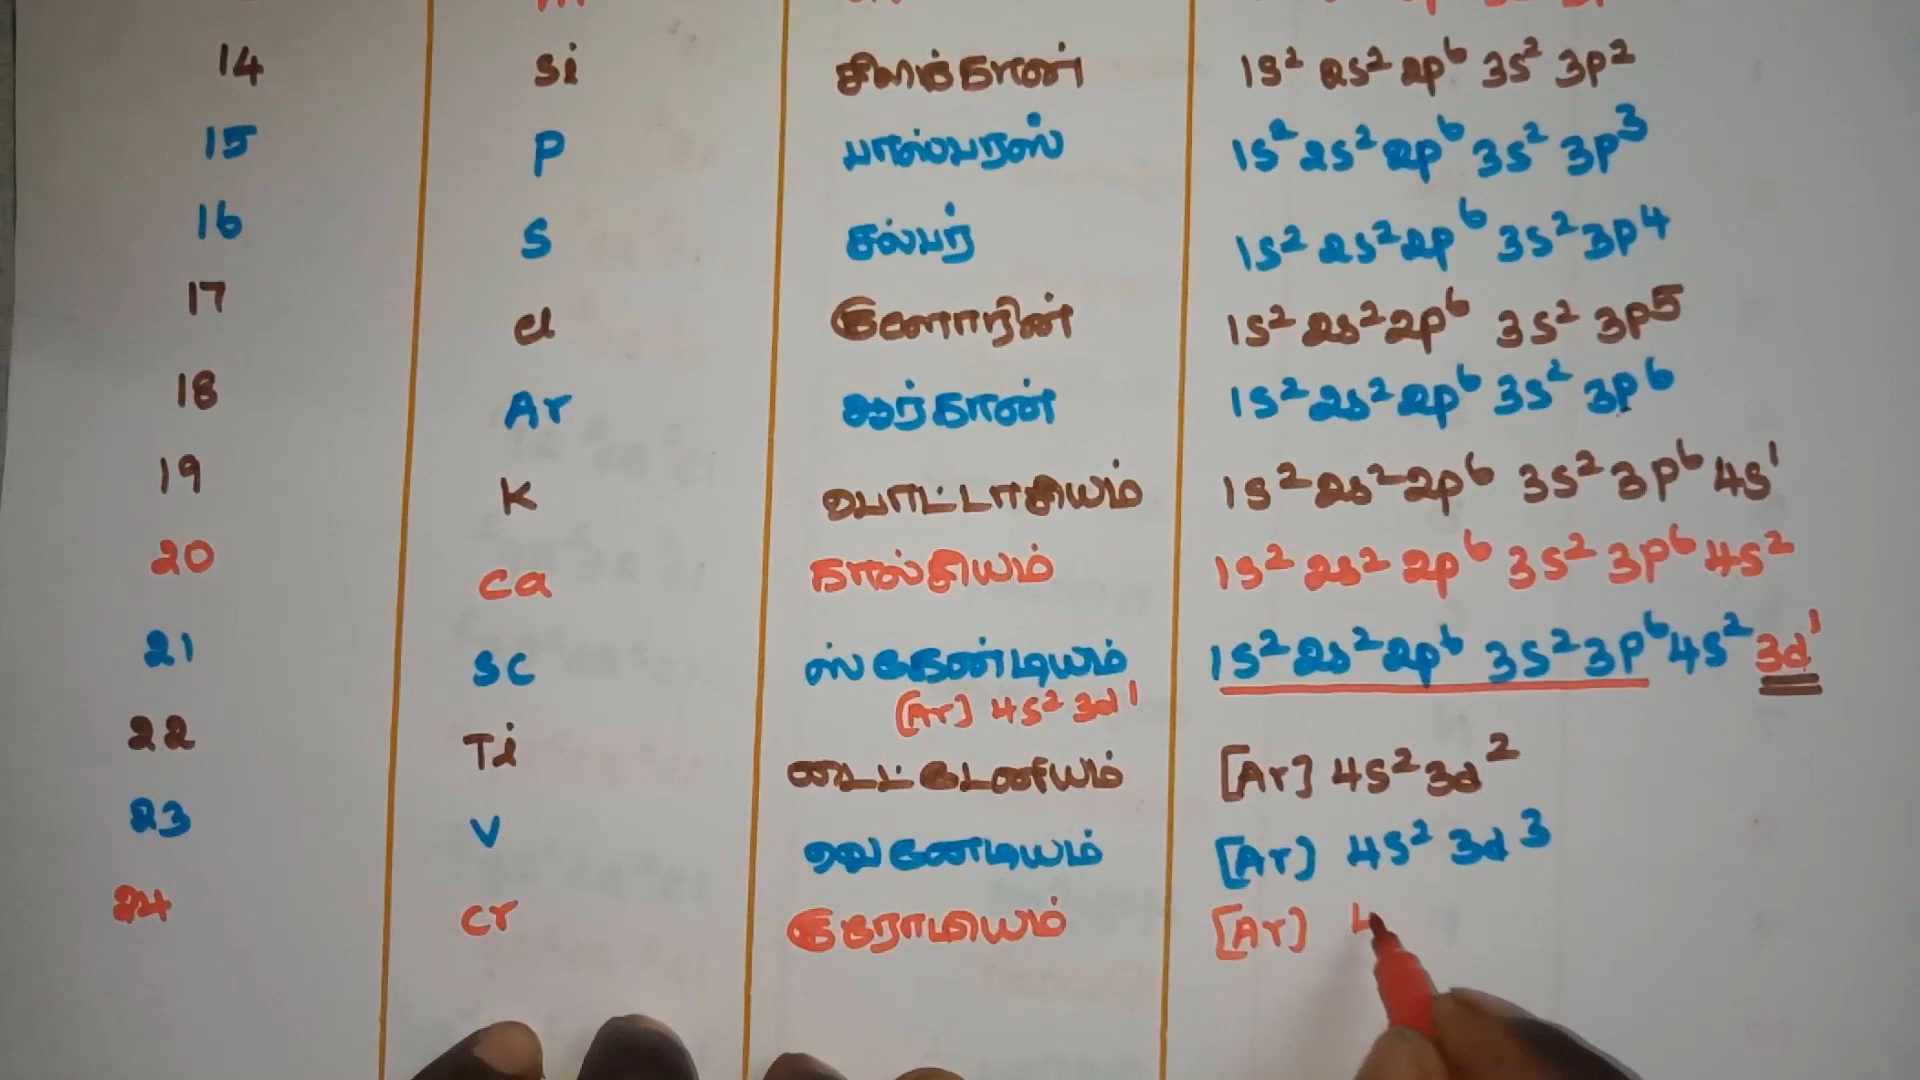 14 Si சிலிக்கான் 1s² 2s² 2p⁶ 3s² 3p²
15 P பாஸ்பரஸ் 1s² 2s² 2p⁶ 3s² 3p³
16 S சல்பர் 1s² 2s² 2p⁶ 3s² 3p⁴
17 Cl குளோரின் 1s² 2s² 2p⁶ 3s² 3p⁵
18 Ar ஆர்கான் 1s² 2s² 2p⁶ 3s² 3p⁶
19 K பொட்டாசியம் 1s² 2s² 2p⁶ 3s² 3p⁶ 4s¹
20 Ca கால்சியம் 1s² 2s² 2p⁶ 3s² 3p⁶ 4s²
21 Sc ஸ்கேண்டியம் 1s² 2s² 2p⁶ 3s² 3p⁶ 4s² 3d¹
[Ar] 4s² 3d¹
22 Ti டைட்டேனியம் [Ar] 4s² 3d²
23 V வெனேடியம் [Ar] 4s² 3d³
24 Cr குரோமியம் [Ar] 4